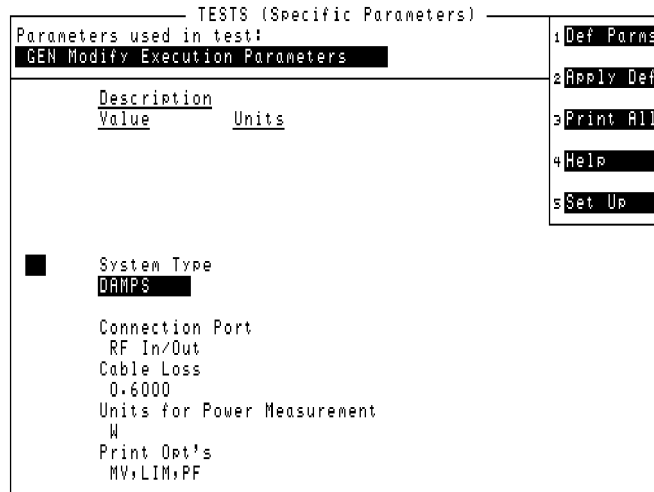 TESTS (Specific Parameters)
Parameters used in test:
GEN Modify Execution Parameters
1 Def Parms
2 Apply Def
3 Print All
4 Help
5 Set Up
Description
Value Units
System Type
DAMPS
Connection Port
RF In/Out
Cable Loss
0.6000
Units for Power Measurement
W
Print Opt's
MV,LIM,PF